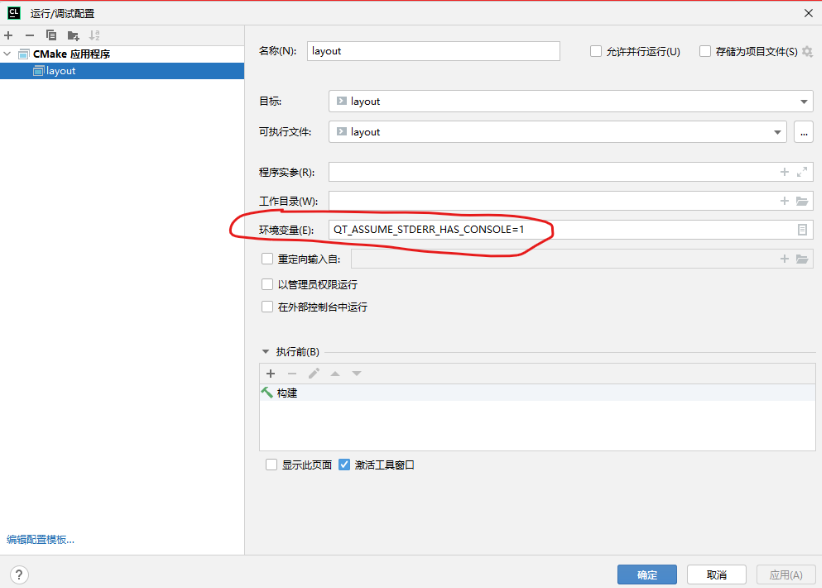 CL 运行/调试配置
CMake 应用程序
layout
名称(N): layout 允许并行运行(U) 存储为项目文件(S)
目标: layout
可执行文件: layout ...
程序实参(R):
工作目录(W):
环境变量(E): QT_ASSUME_STDERR_HAS_CONSOLE=1
重定向输入自:
以管理员权限运行
在外部控制台中运行
执行前(B)
构建
显示此页面 激活工具窗口
编辑配置模板...
? 确定 取消 应用(A)